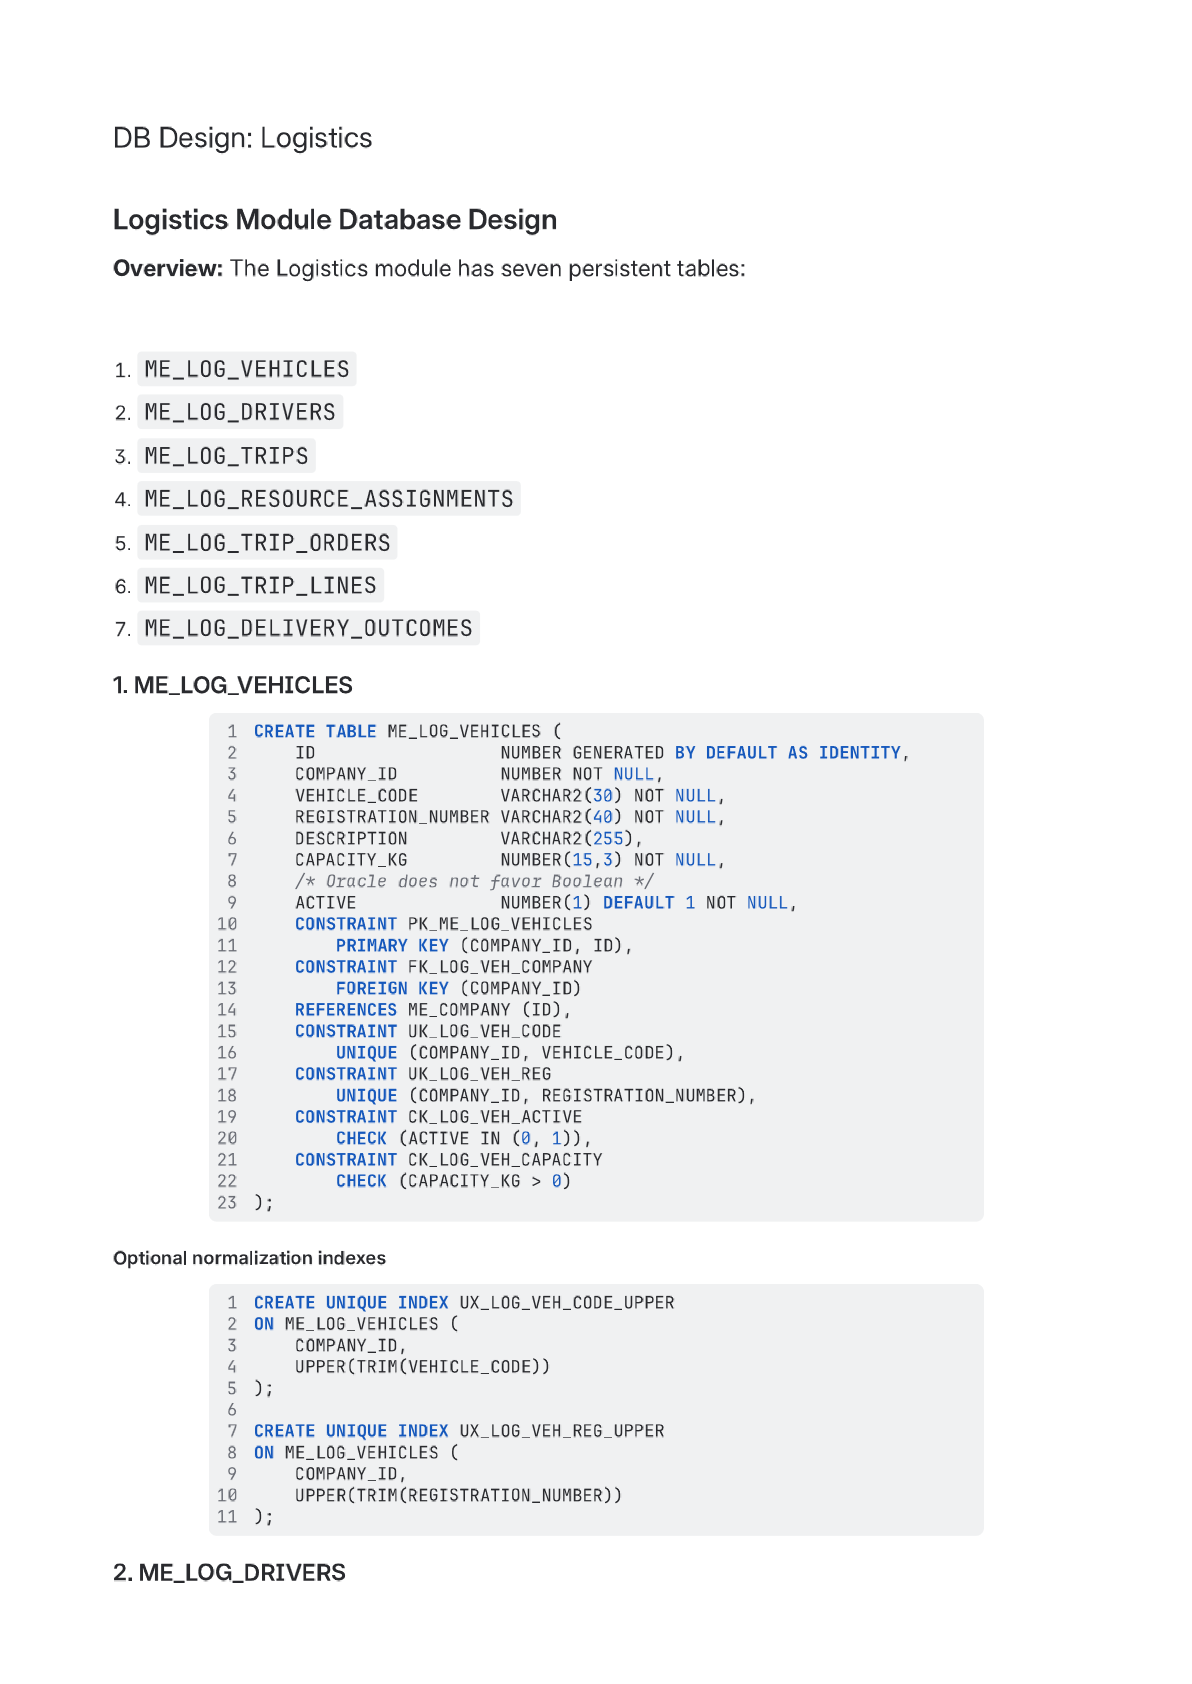 DB Design: Logistics
Logistics Module Database Design
Overview: The Logistics module has seven persistent tables:
1. ME_LOG_VEHICLES
2. ME_LOG_DRIVERS
3. ME_LOG_TRIPS
4. ME_LOG_RESOURCE_ASSIGNMENTS
5. ME_LOG_TRIP_ORDERS
6. ME_LOG_TRIP_LINES
7. ME_LOG_DELIVERY_OUTCOMES
1. ME_LOG_VEHICLES
1 CREATE TABLE ME_LOG_VEHICLES (
2     ID                  NUMBER GENERATED BY DEFAULT AS IDENTITY,
3     COMPANY_ID          NUMBER NOT NULL,
4     VEHICLE_CODE        VARCHAR2(30) NOT NULL,
5     REGISTRATION_NUMBER VARCHAR2(40) NOT NULL,
6     DESCRIPTION         VARCHAR2(255),
7     CAPACITY_KG         NUMBER(15,3) NOT NULL,
8     /* Oracle does not favor Boolean */
9     ACTIVE              NUMBER(1) DEFAULT 1 NOT NULL,
10     CONSTRAINT PK_ME_LOG_VEHICLES
11         PRIMARY KEY (COMPANY_ID, ID),
12     CONSTRAINT FK_LOG_VEH_COMPANY
13         FOREIGN KEY (COMPANY_ID)
14     REFERENCES ME_COMPANY (ID),
15     CONSTRAINT UK_LOG_VEH_CODE
16         UNIQUE (COMPANY_ID, VEHICLE_CODE),
17     CONSTRAINT UK_LOG_VEH_REG
18         UNIQUE (COMPANY_ID, REGISTRATION_NUMBER),
19     CONSTRAINT CK_LOG_VEH_ACTIVE
20         CHECK (ACTIVE IN (0, 1)),
21     CONSTRAINT CK_LOG_VEH_CAPACITY
22         CHECK (CAPACITY_KG > 0)
23 );
Optional normalization indexes
1 CREATE UNIQUE INDEX UX_LOG_VEH_CODE_UPPER
2 ON ME_LOG_VEHICLES (
3     COMPANY_ID,
4     UPPER(TRIM(VEHICLE_CODE))
5 );
6
7 CREATE UNIQUE INDEX UX_LOG_VEH_REG_UPPER
8 ON ME_LOG_VEHICLES (
9     COMPANY_ID,
10     UPPER(TRIM(REGISTRATION_NUMBER))
11 );
2. ME_LOG_DRIVERS